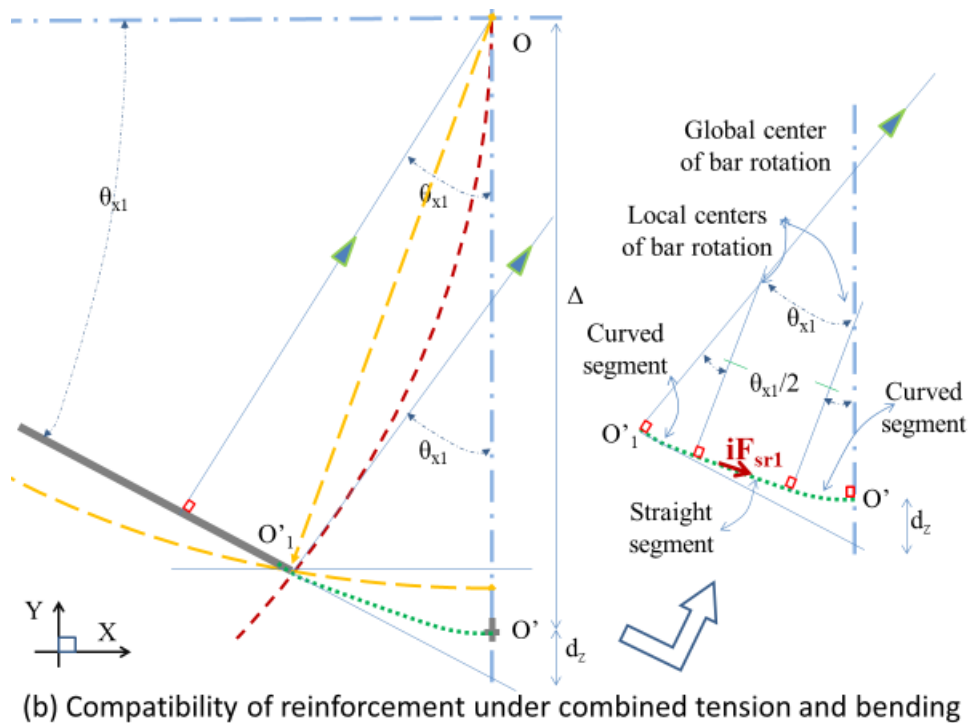 O
θx1
θx1
θx1
Δ
O'1
O'
dz
Y
X
Global center
of bar rotation
Local centers
of bar rotation
θx1
Curved
segment
θx1/2
Curved
segment
O'1
iFsr1
O'
Straight
segment
dz
(b) Compatibility of reinforcement under combined tension and bending